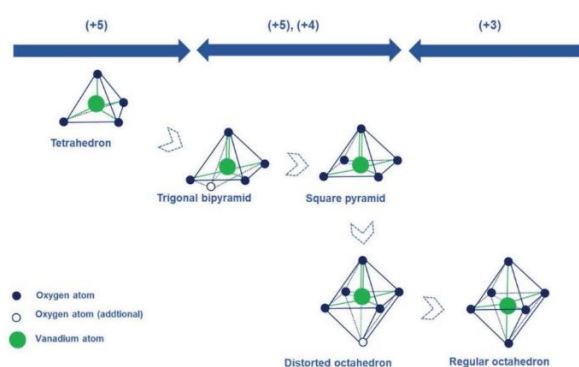 (+5)
(+5), (+4)
(+3)
Tetrahedron
Trigonal bipyramid
Square pyramid
Oxygen atom
Oxygen atom (addtional)
Vanadium atom
Distorted octahedron
Regular octahedron